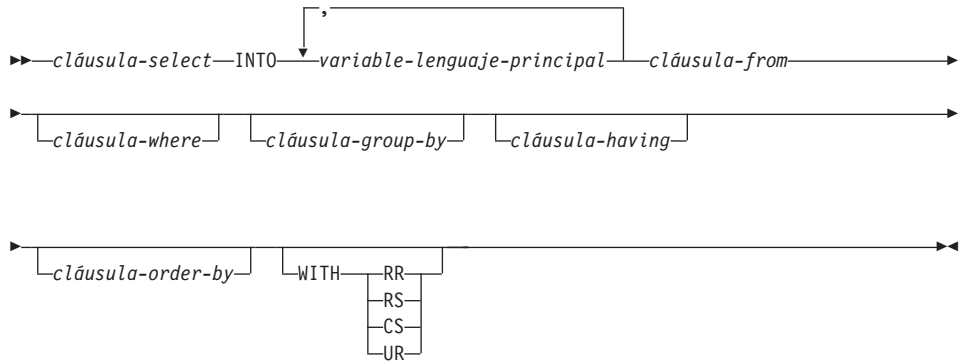 ,
cláusula-select INTO variable-lenguaje-principal cláusula-from
cláusula-where cláusula-group-by cláusula-having
cláusula-order-by WITH RR
RS
CS
UR